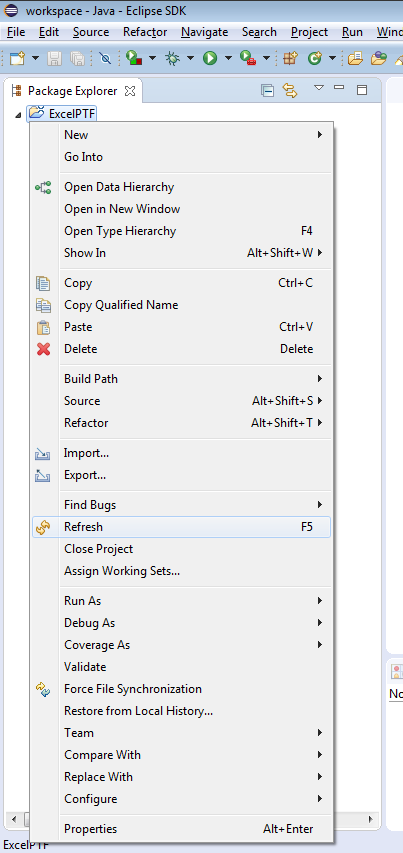 workspace - Java - Eclipse SDK
File Edit Source Refactor Navigate Search Project Run
Package Explorer
ExcelPTF
New
Go Into
Open Data Hierarchy
Open in New Window
Open Type Hierarchy F4
Show In Alt+Shift+W
Copy Ctrl+C
Copy Qualified Name
Paste Ctrl+V
Delete Delete
Build Path
Source Alt+Shift+S
Refactor Alt+Shift+T
Import...
Export...
Find Bugs
Refresh F5
Close Project
Assign Working Sets...
Run As
Debug As
Coverage As
Validate
Force File Synchronization
Restore from Local History...
Team
Compare With
Replace With
Configure
Properties Alt+Enter
ExcelPTF